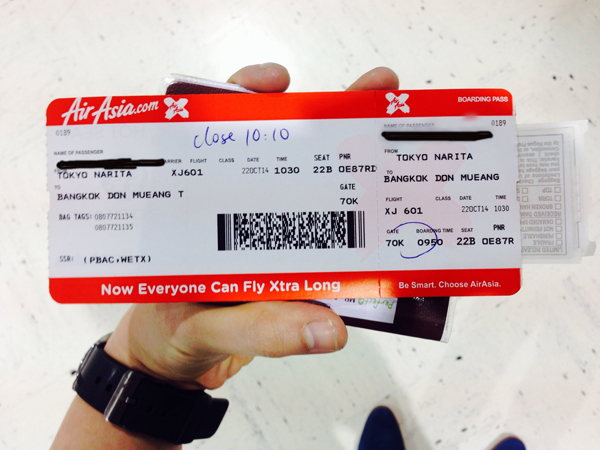 AirAsia.com
BOARDING PASS
0189
0189
close 10:10
NAME OF PASSENGER
TOKYO NARITA
CARRIER FLIGHT CLASS DATE TIME SEAT PNR
XJ601 22OCT14 1030 22B OE87RD
TO
BANGKOK DON MUEANG T
GATE
70K
BAG TAGS: 0807721134
0807721135
SSR: (PBAC,WETX)
Now Everyone Can Fly Xtra Long
NAME OF PASSENGER
FROM
TOKYO NARITA
TO
BANGKOK DON MUEANG
FLIGHT CLASS DATE TIME
XJ 601 22OCT14 1030
GATE BOARDING TIME SEAT PNR
70K 0950 22B OE87R
Be Smart. Choose AirAsia.